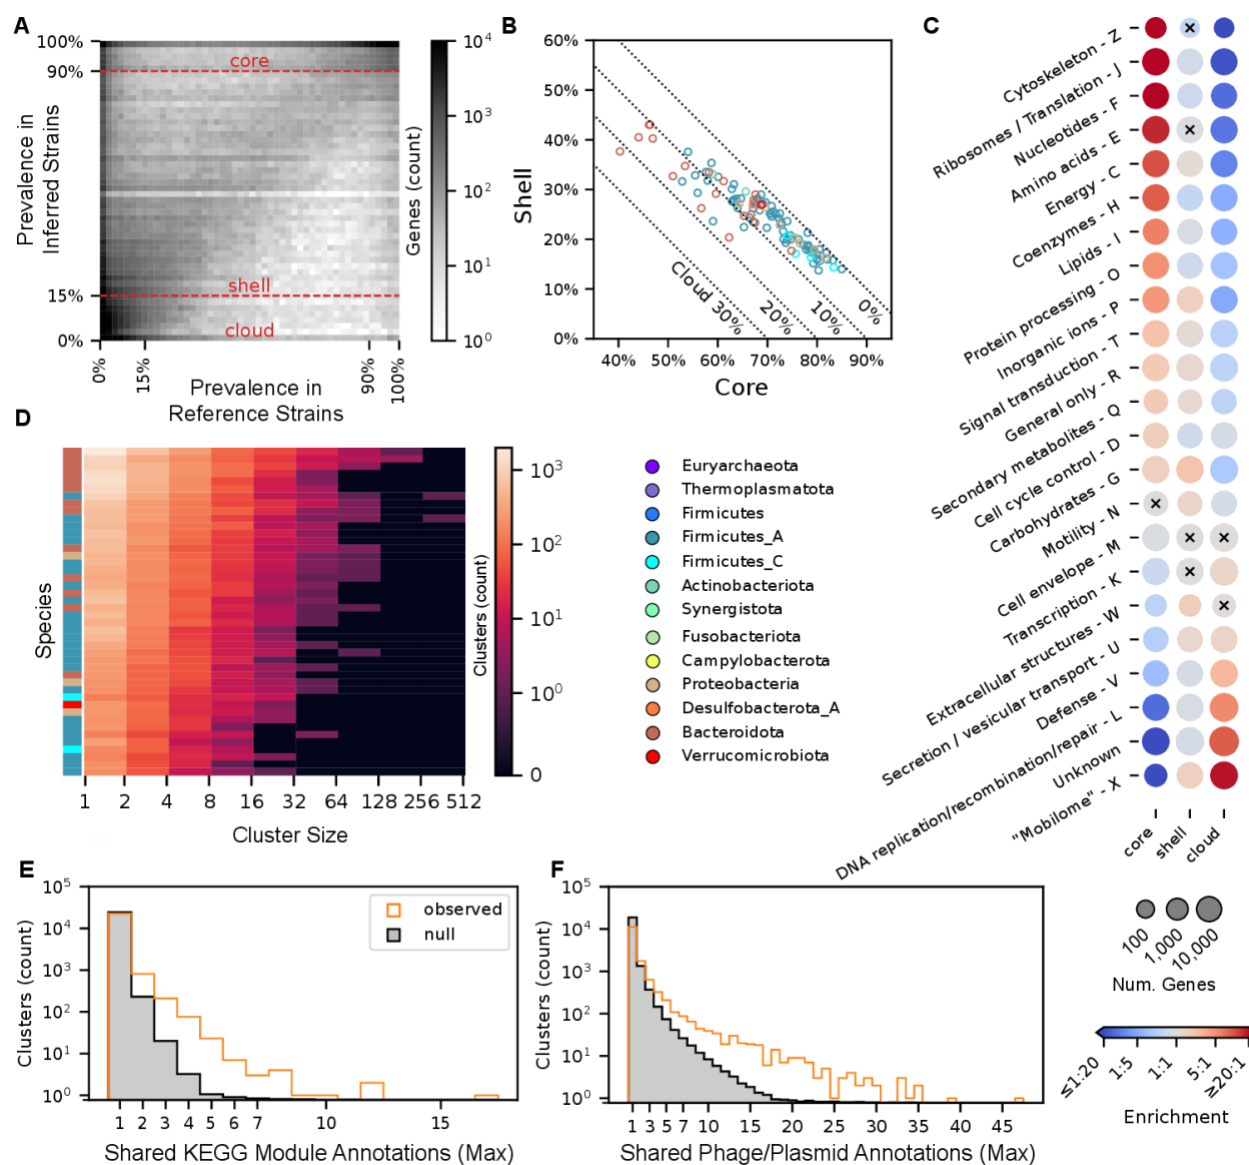 A
100%
90%
15%
0%
Prevalence in
Inferred Strains
core
shell
cloud
0%
15%
90%
100%
Prevalence in
Reference Strains
10^4
10^3
10^2
10^1
10^0
Genes (count)
B
60%
50%
40%
30%
20%
10%
0%
Shell
Cloud 30%
20%
10%
0%
40%
50%
60%
70%
80%
90%
Core
C
Cytoskeleton - Z
Ribosomes / Translation - J
Nucleotides - F
Amino acids - E
Energy - C
Coenzymes - H
Lipids - I
Protein processing - O
Inorganic ions - P
Signal transduction - T
General only - R
Secondary metabolites - Q
Cell cycle control - D
Carbohydrates - G
Motility - N
Cell envelope - M
Transcription - K
Extracellular structures - W
Secretion / vesicular transport - U
Defense - V
DNA replication/recombination/repair - L
Unknown
"Mobilome" - X
core
shell
cloud
100
1,000
10,000
Num. Genes
≤1:20
1:5
1:1
5:1
≥20:1
Enrichment
D
Species
1
2
4
8
16
32
64
128
256
512
Cluster Size
10^3
10^2
10^1
10^0
0
Clusters (count)
Euryarchaeota
Thermoplasmatota
Firmicutes
Firmicutes_A
Firmicutes_C
Actinobacteriota
Synergistota
Fusobacteriota
Campylobacterota
Proteobacteria
Desulfobacterota_A
Bacteroidota
Verrucomicrobiota
E
10^5
10^4
10^3
10^2
10^1
10^0
Clusters (count)
observed
null
1
2
3
4
5
6
7
10
15
Shared KEGG Module Annotations (Max)
F
10^5
10^4
10^3
10^2
10^1
10^0
Clusters (count)
1
3
5
7
10
15
20
25
30
35
40
45
Shared Phage/Plasmid Annotations (Max)